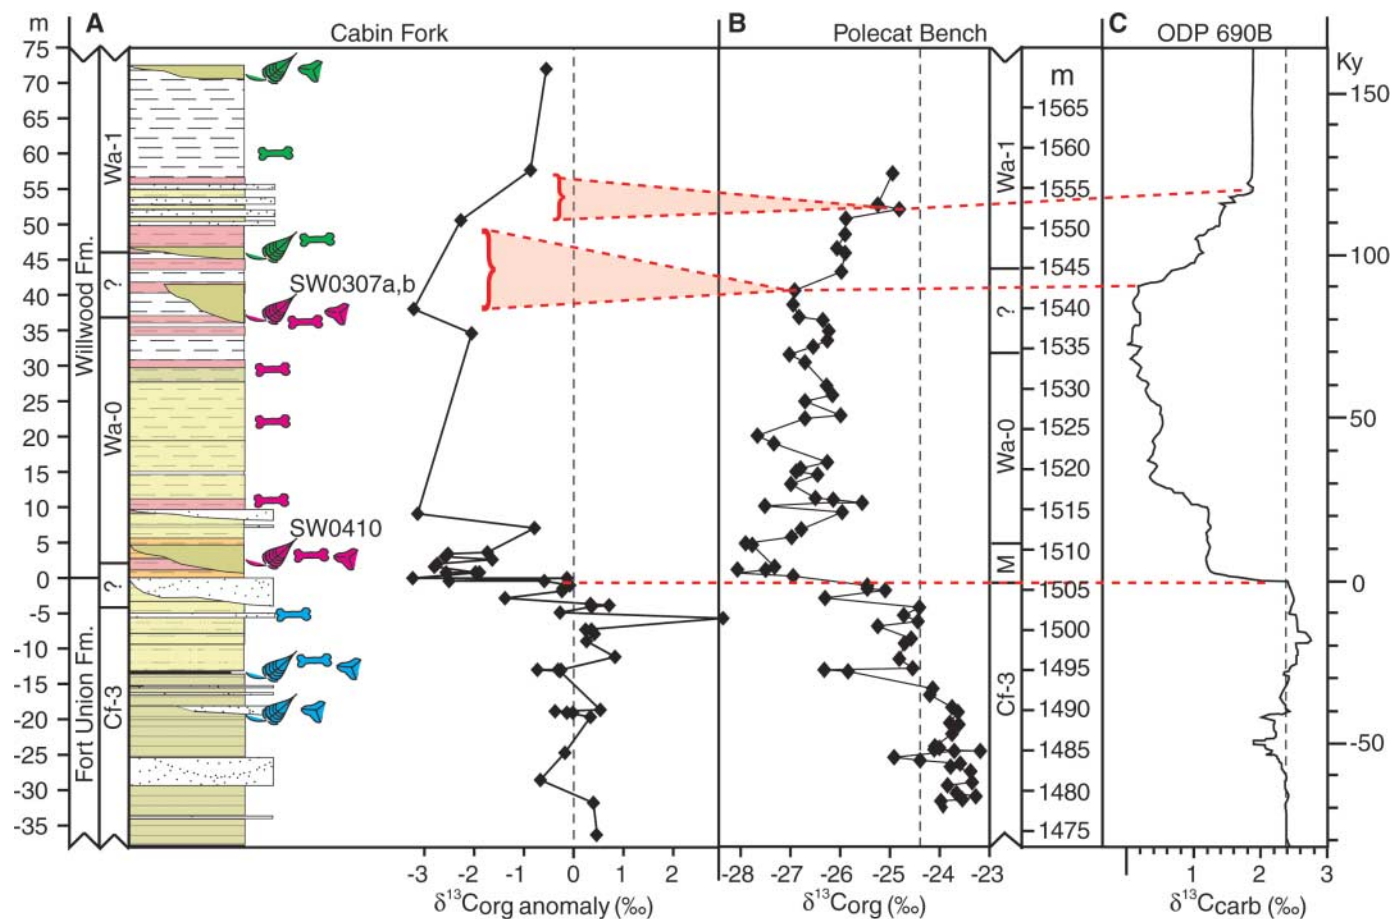 m A Cabin Fork B Polecat Bench C ODP 690B
75
70
65
60
55
50
45
40
35
30
25
20
15
10
5
0
-5
-10
-15
-20
-25
-30
-35
Willwood Fm.
Fort Union Fm.
Wa-1
?
Wa-0
?
Cf-3
SW0307a,b
SW0410
-3 -2 -1 0 1 2
δ¹³Corg anomaly (‰)
-28 -27 -26 -25 -24 -23
δ¹³Corg (‰)
Wa-1
?
Wa-0
M
Cf-3
m
1565
1560
1555
1550
1545
1540
1535
1530
1525
1520
1515
1510
1505
1500
1495
1490
1485
1480
1475
Ky
150
100
50
0
-50
1 2 3
δ¹³Ccarb (‰)